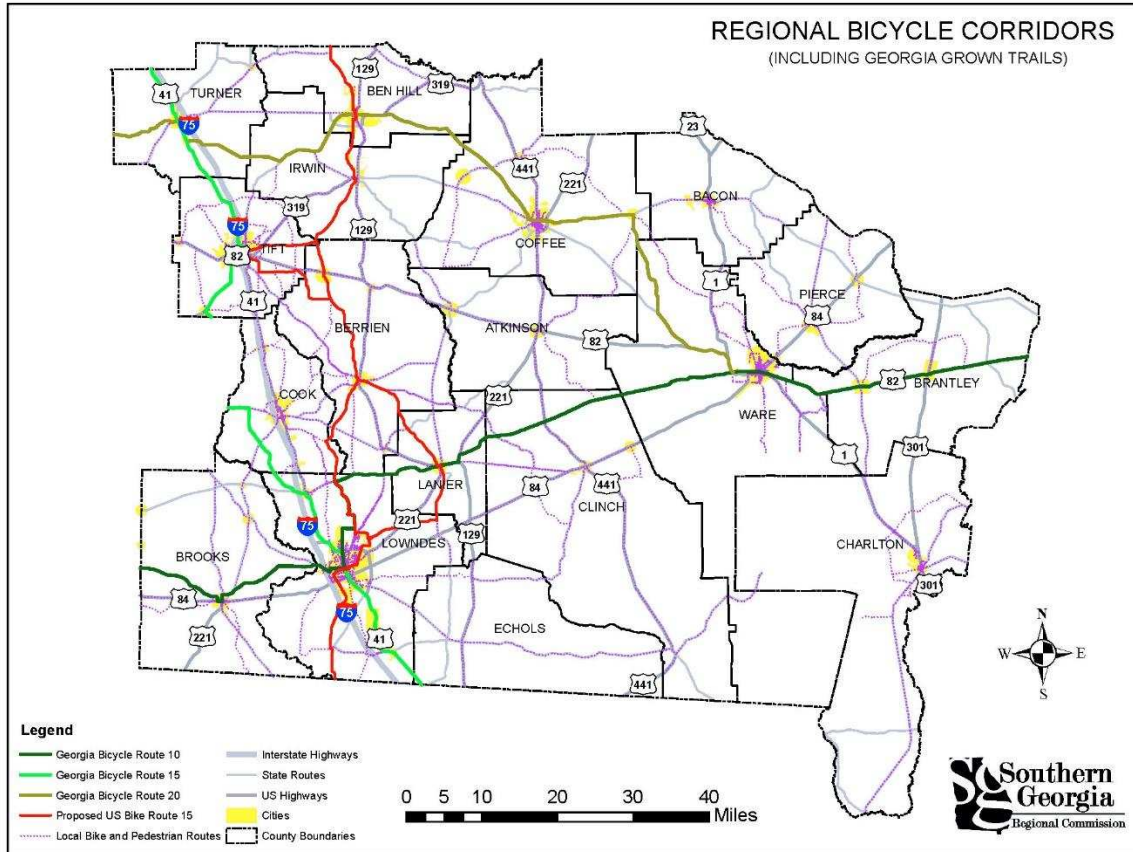 REGIONAL BICYCLE CORRIDORS
(INCLUDING GEORGIA GROWN TRAILS)
41
TURNER
129
BEN HILL
319
75
23
IRWIN
441
221
BACON
319
75
129
COFFEE
82
TIFT
1
PIERCE
41
84
BERRIEN
ATKINSON
82
82
BRANTLEY
COOK
221
WARE
1
301
LANIER
84
441
CLINCH
75
221
LOWNDES
129
BROOKS
CHARLTON
84
75
301
221
41
ECHOLS
441
N
W
E
S
Legend
Georgia Bicycle Route 10
Georgia Bicycle Route 15
Georgia Bicycle Route 20
Proposed US Bike Route 15
Local Bike and Pedestrian Routes
Interstate Highways
State Routes
US Highways
Cities
County Boundaries
0 5 10 20 30 40
Miles
SG
Southern
Georgia
Regional Commission